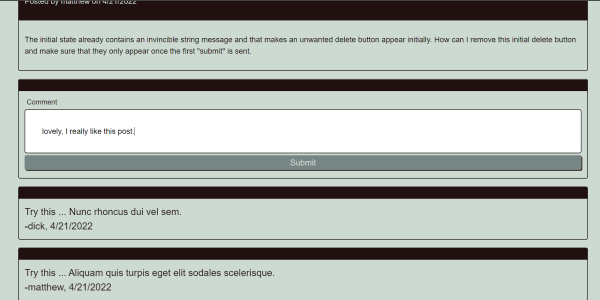 Posted by matthew on 4/21/2022
The initial state already contains an invincible string message and that makes an unwanted delete button appear initially. How can I remove this initial delete button
and make sure that they only appear once the first "submit" is sent.
Comment
lovely, I really like this post.
Submit
Try this ... Nunc rhoncus dui vel sem.
-dick, 4/21/2022
Try this ... Aliquam quis turpis eget elit sodales scelerisque.
-matthew, 4/21/2022